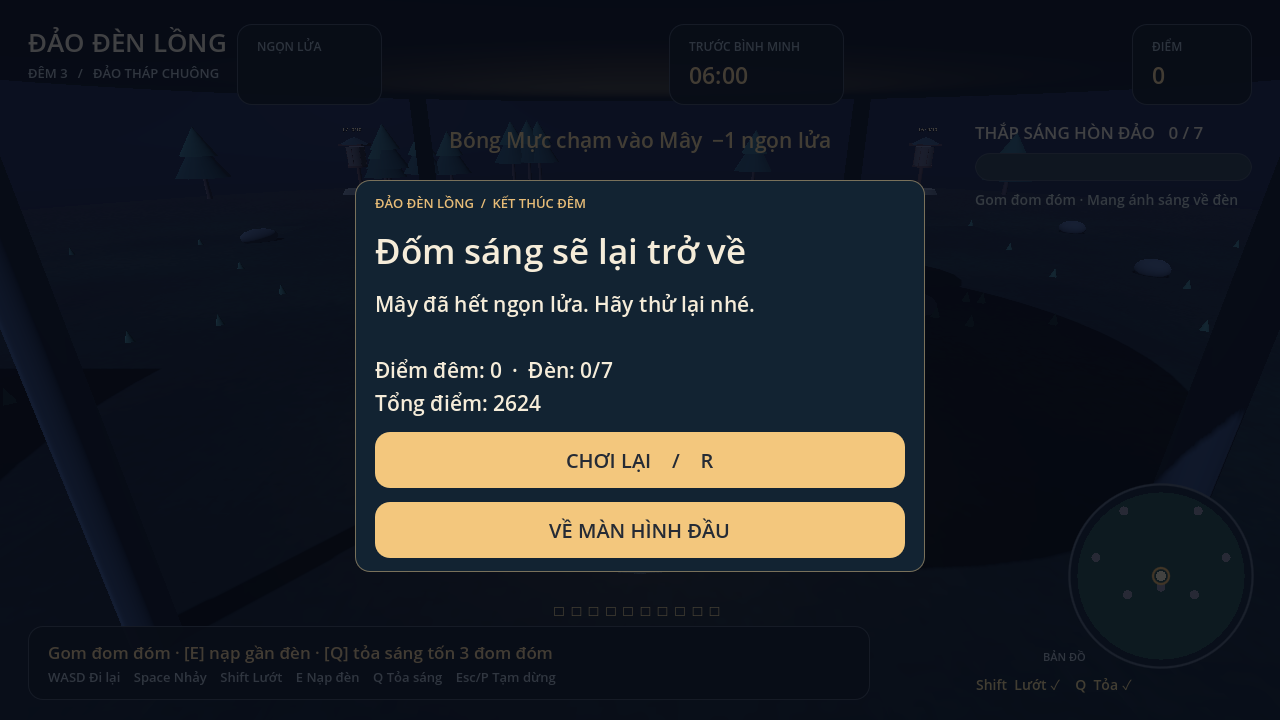 ĐẢO ĐÈN LỒNG
ĐÊM 3 / ĐẢO THÁP CHUÔNG
NGỌN LỬA
TRƯỚC BÌNH MINH
06:00
ĐIỂM
0
Bóng Mực chạm vào Mây −1 ngọn lửa
THẮP SÁNG HÒN ĐẢO 0 / 7
Gom đom đóm · Mang ánh sáng về đèn
ĐẢO ĐÈN LỒNG / KẾT THÚC ĐÊM
Đốm sáng sẽ lại trở về
Mây đã hết ngọn lửa. Hãy thử lại nhé.
Điểm đêm: 0 · Đèn: 0/7
Tổng điểm: 2624
CHƠI LẠI / R
VỀ MÀN HÌNH ĐẦU
Gom đom đóm · [E] nạp gần đèn · [Q] tỏa sáng tốn 3 đom đóm
WASD Đi lại Space Nhảy Shift Lướt E Nạp đèn Q Tỏa sáng Esc/P Tạm dừng
BẢN ĐỒ
Shift Lướt ✓ Q Tỏa ✓